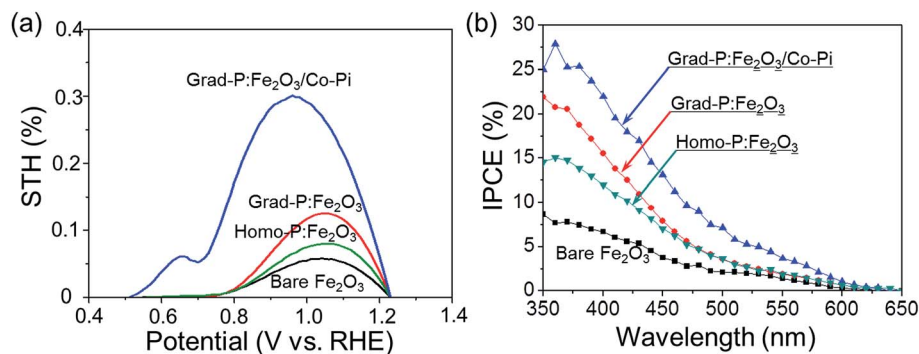 (a)
STH (%)
0.4
0.3
0.2
0.1
0
Grad-P:Fe₂O₃/Co-Pi
Grad-P:Fe₂O₃
Homo-P:Fe₂O₃
Bare Fe₂O₃
0.4 0.6 0.8 1.0 1.2 1.4
Potential (V vs. RHE)
(b)
IPCE (%)
30
25
20
15
10
5
0
Grad-P:Fe₂O₃/Co-Pi
Grad-P:Fe₂O₃
Homo-P:Fe₂O₃
Bare Fe₂O₃
350 400 450 500 550 600 650
Wavelength (nm)